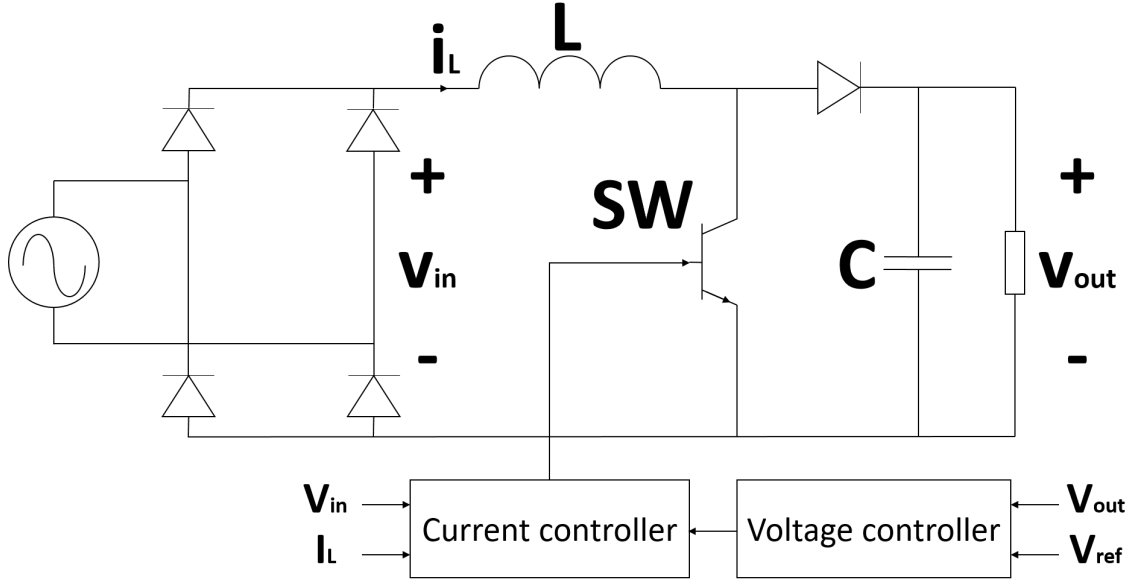 iL
L
+
SW
+
Vin
C
Vout
-
-
Vin
IL
Current controller
Voltage controller
Vout
Vref